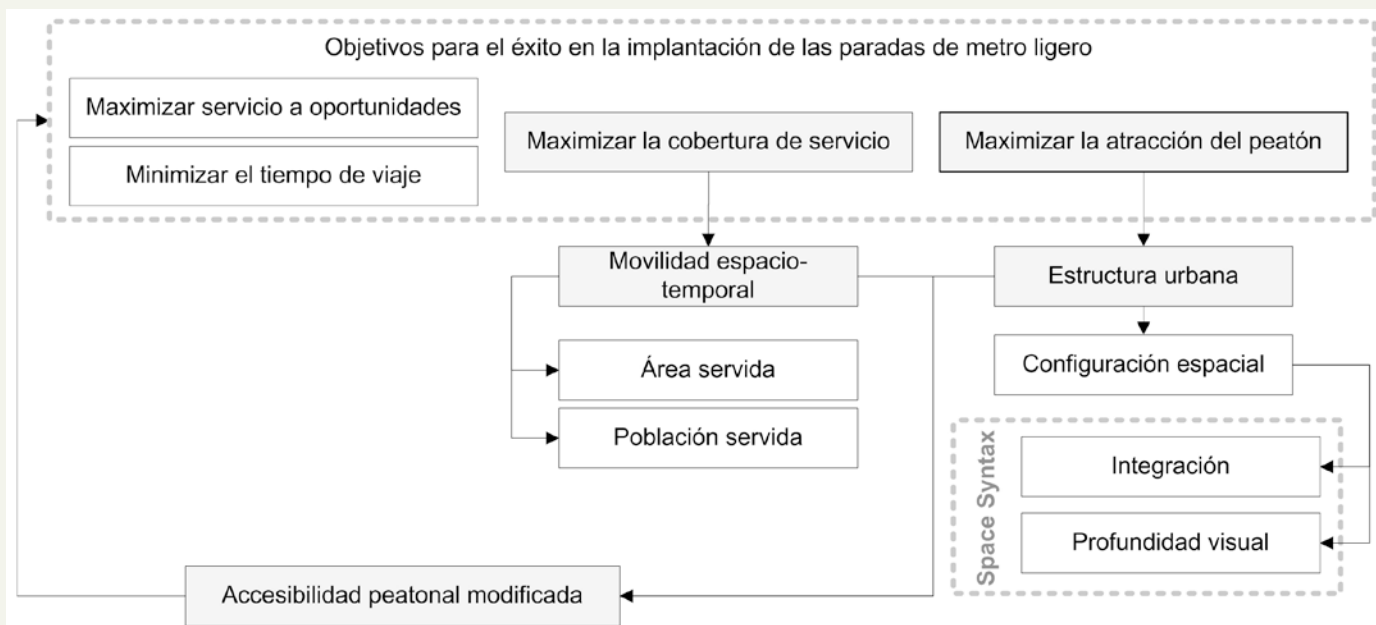 Objetivos para el éxito en la implantación de las paradas de metro ligero
Maximizar servicio a oportunidades
Minimizar el tiempo de viaje
Maximizar la cobertura de servicio
Maximizar la atracción del peatón
Movilidad espacio-
temporal
Estructura urbana
Área servida
Configuración espacial
Población servida
Space Syntax
Integración
Profundidad visual
Accesibilidad peatonal modificada